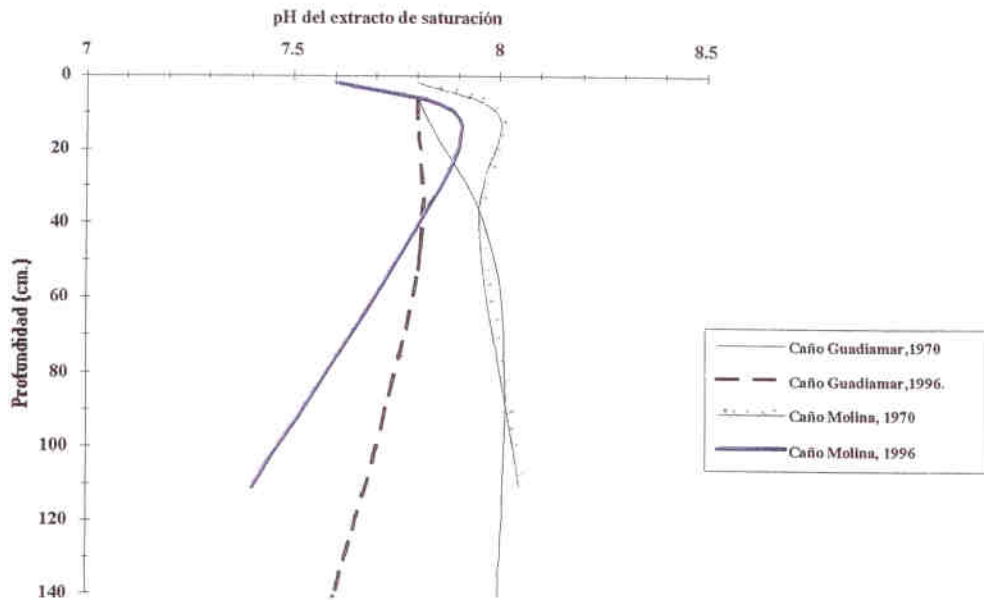 pH del extracto de saturación
7 7.5 8 8.5
0
20
40
60
80
100
120
140
Profundidad (cm.)
Caño Guadiamar,1970
Caño Guadiamar,1996.
Caño Molina, 1970
Caño Molina, 1996